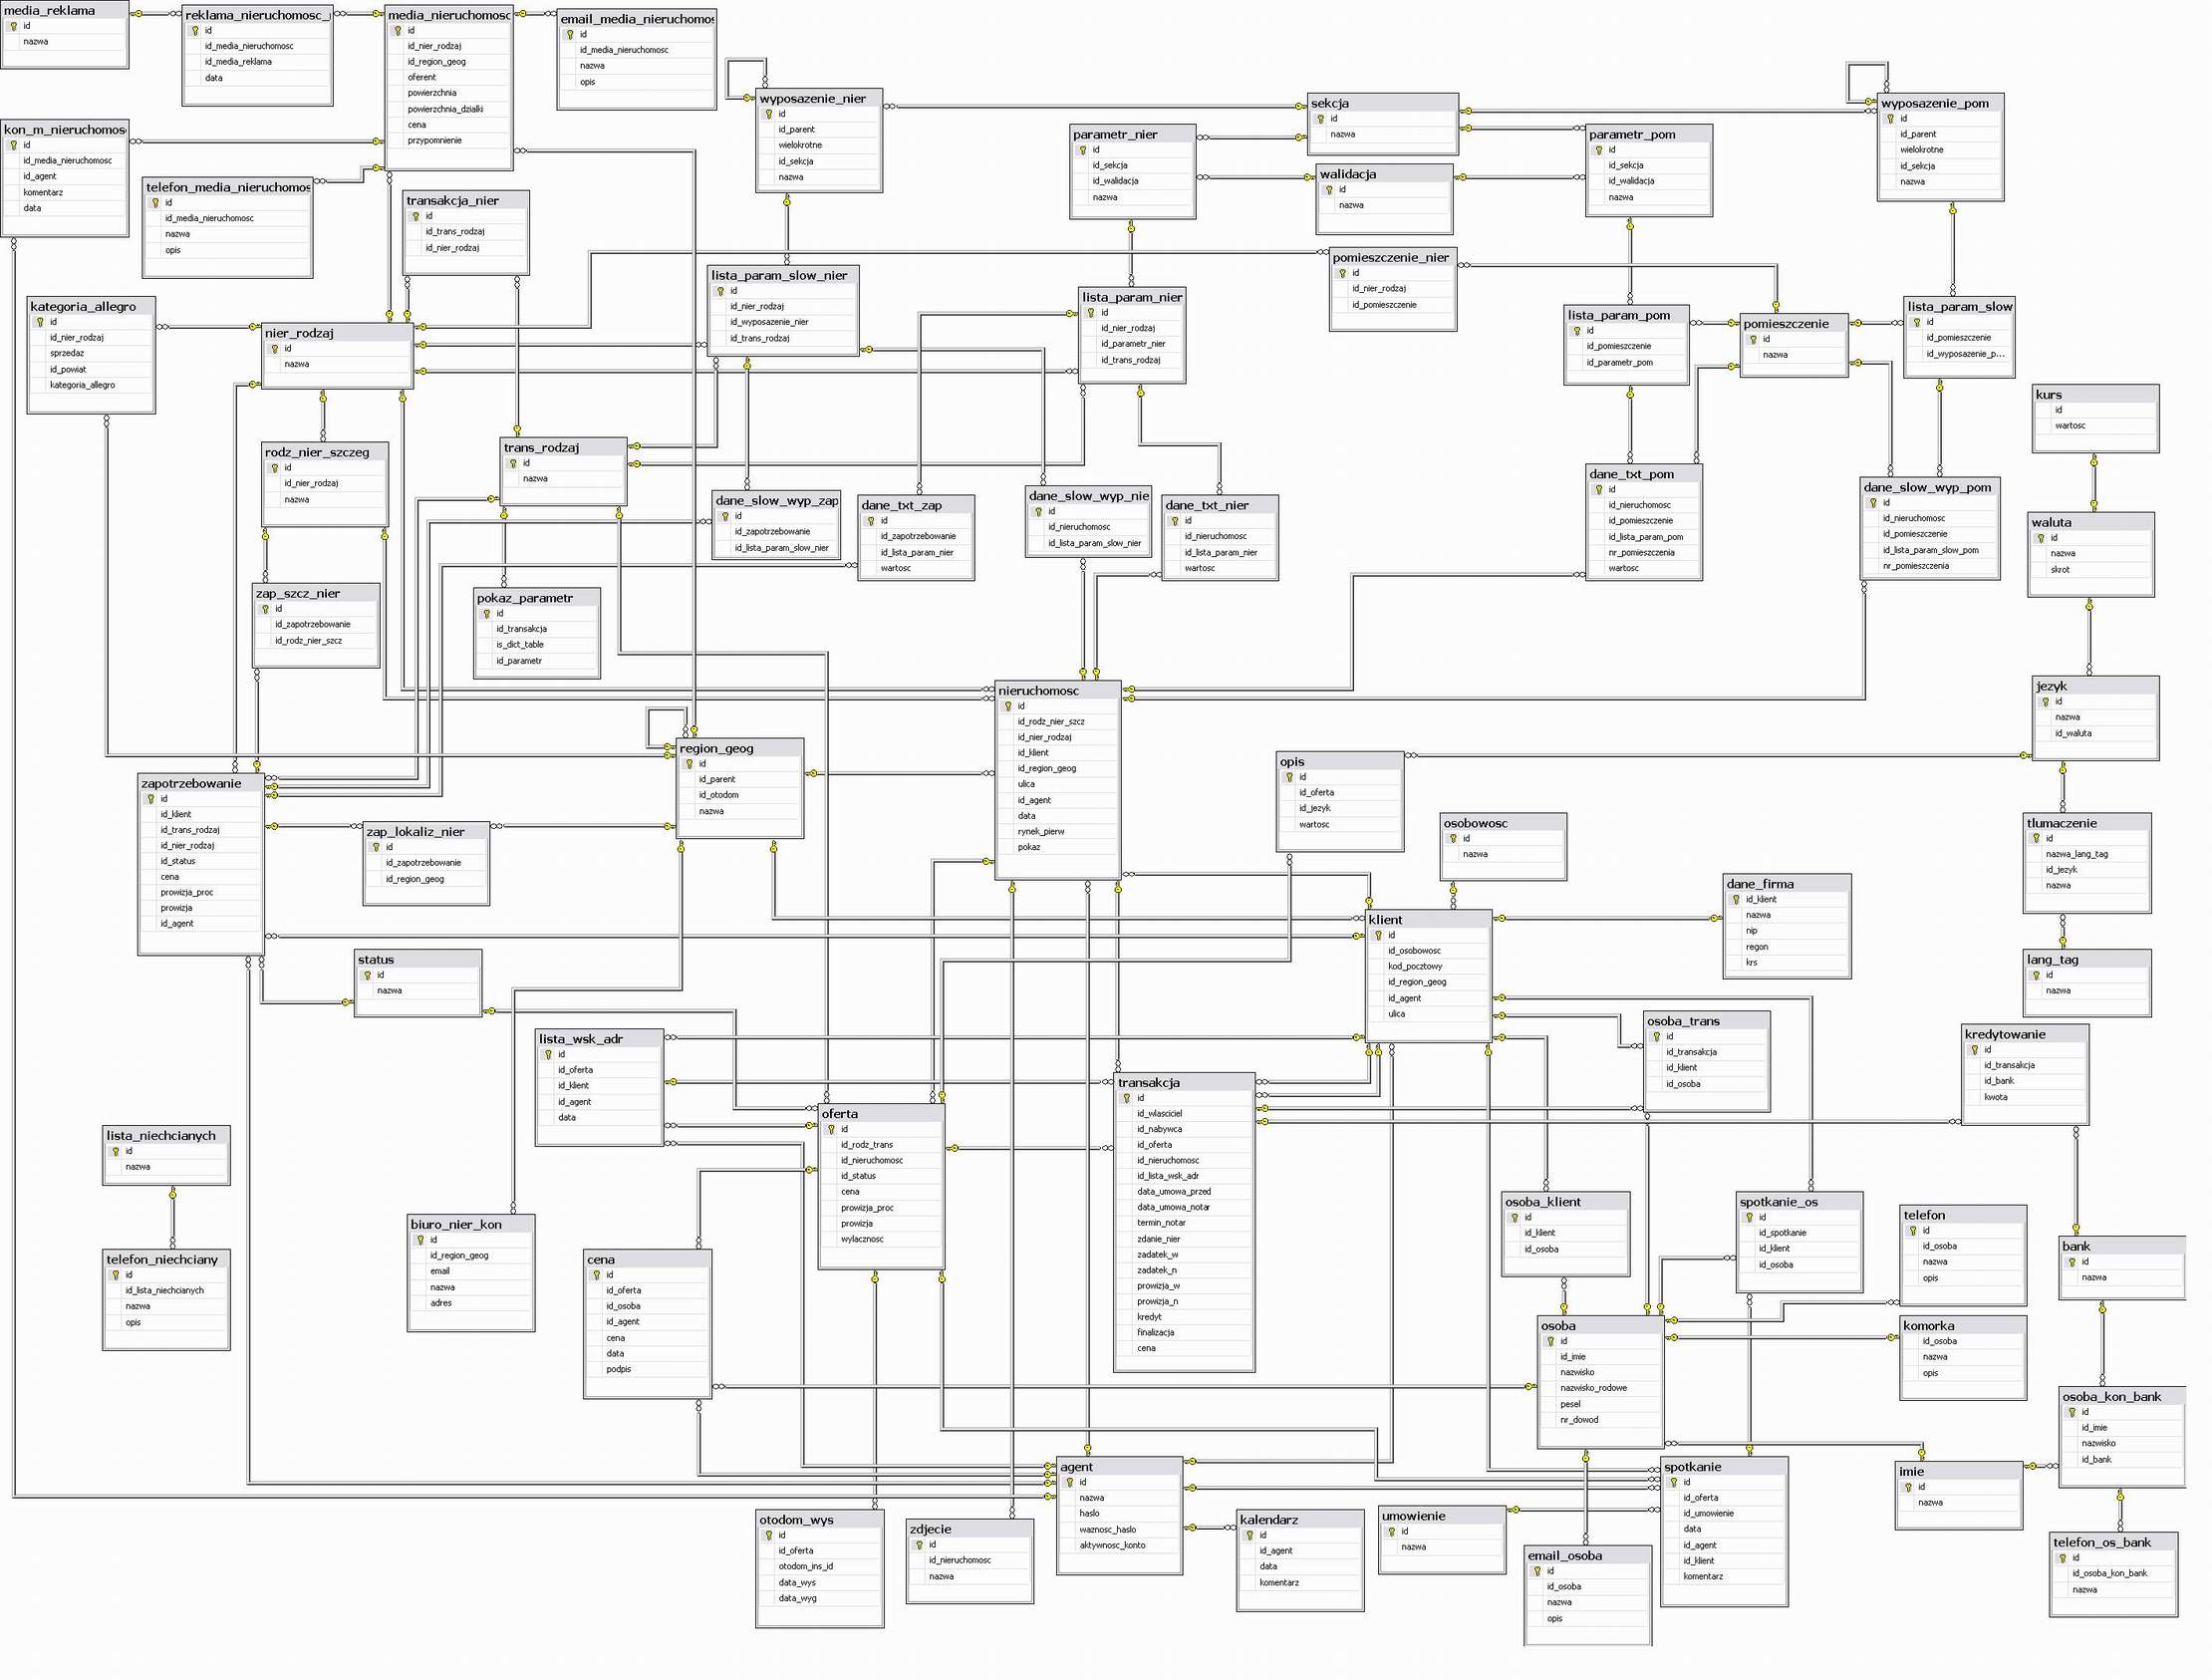 media_reklama
id
nazwa
reklama_nieruchomosc_
id
id_media_nieruchomosc
id_media_reklama
data
media_nieruchomosc
id
id_nier_rodzaj
id_region_geog
oferent
powierzchnia
powierzchnia_dzialki
cena
przypomnienie
email_media_nieruchomos
id
id_media_nieruchomosc
nazwa
opis
wyposazenie_nier
id
id_parent
wielokrotne
id_sekcja
nazwa
sekcja
id
nazwa
wyposazenie_pom
id
id_parent
wielokrotne
id_sekcja
nazwa
kon_m_nieruchomos
id
id_media_nieruchomosc
id_agent
komentarz
data
parametr_nier
id
id_sekcja
id_walidacja
nazwa
parametr_pom
id
id_sekcja
id_walidacja
nazwa
walidacja
id
nazwa
telefon_media_nieruchomos
id
id_media_nieruchomosc
nazwa
opis
transakcja_nier
id
id_trans_rodzaj
id_nier_rodzaj
pomieszczenie_nier
id
id_nier_rodzaj
id_pomieszczenie
lista_param_slow_nier
id
id_nier_rodzaj
id_wyposazenie_nier
id_trans_rodzaj
lista_param_nier
id
id_nier_rodzaj
id_parametr_nier
id_trans_rodzaj
kategoria_allegro
id
id_nier_rodzaj
sprzedaz
id_powiat
kategoria_allegro
nier_rodzaj
id
nazwa
lista_param_pom
id
id_pomieszczenie
id_parametr_pom
pomieszczenie
id
nazwa
lista_param_slow
id
id_pomieszczenie
id_wyposazenie_p...
kurs
id
wartosc
rodz_nier_szczeg
id
id_nier_rodzaj
nazwa
trans_rodzaj
id
nazwa
dane_slow_wyp_zap
id
id_zapotrzebowanie
id_lista_param_slow_nier
dane_txt_zap
id
id_zapotrzebowanie
id_lista_param_nier
wartosc
dane_slow_wyp_nie
id
id_nieruchomosc
id_lista_param_slow_nier
dane_txt_nier
id
id_nieruchomosc
id_lista_param_nier
wartosc
dane_txt_pom
id
id_nieruchomosc
id_pomieszczenie
id_lista_param_pom
nr_pomieszczenia
wartosc
dane_slow_wyp_pom
id
id_nieruchomosc
id_pomieszczenie
id_lista_param_slow_pom
nr_pomieszczenia
waluta
id
nazwa
skrot
zap_szcz_nier
id
id_zapotrzebowanie
id_rodz_nier_szcz
pokaz_parametr
id
id_transakcja
is_dict_table
id_parametr
nieruchomosc
id
id_rodz_nier_szcz
id_nier_rodzaj
id_klient
id_region_geog
ulica
id_agent
data
rynek_pierw
pokaz
jezyk
id
nazwa
id_waluta
region_geog
id
id_parent
id_otodom
nazwa
opis
id
id_oferta
id_jezyk
wartosc
zapotrzebowanie
id
id_klient
id_trans_rodzaj
id_nier_rodzaj
id_status
cena
prowizja_proc
prowizja
id_agent
zap_lokaliz_nier
id
id_zapotrzebowanie
id_region_geog
osobowosc
id
nazwa
tlumaczenie
id
nazwa_lang_tag
id_jezyk
nazwa
dane_firma
id_klient
nazwa
nip
regon
krs
klient
id
id_osobowosc
kod_pocztowy
id_region_geog
id_agent
ulica
status
id
nazwa
lang_tag
id
nazwa
osoba_trans
id
id_transakcja
id_klient
id_osoba
kredytowanie
id
id_transakcja
id_bank
kwota
lista_wsk_adr
id
id_oferta
id_klient
id_agent
data
transakcja
id
id_wlasciciel
id_nabywca
id_oferta
id_nieruchomosc
id_lista_wsk_adr
data_umowa_przed
data_umowa_notar
termin_notar
zdanie_nier
zadatek_w
zadatek_n
prowizja_w
prowizja_n
kredyt
finalizacja
cena
oferta
id
id_rodz_trans
id_nieruchomosc
id_status
cena
prowizja_proc
prowizja
wylacznosc
lista_niechcianych
id
nazwa
telefon_niechciany
id
id_lista_niechcianych
nazwa
opis
biuro_nier_kon
id
id_region_geog
email
nazwa
adres
cena
id
id_oferta
id_osoba
id_agent
cena
data
podpis
osoba_klient
id
id_klient
id_osoba
spotkanie_os
id
id_spotkanie
id_klient
id_osoba
telefon
id
id_osoba
nazwa
opis
bank
id
nazwa
osoba
id
id_imie
nazwisko
nazwisko_rodowe
pesel
nr_dowod
komorka
id_osoba
nazwa
opis
osoba_kon_bank
id
id_imie
nazwisko
id_bank
agent
id
nazwa
haslo
waznosc_haslo
aktywnosc_konto
spotkanie
id
id_oferta
id_umowienie
data
id_agent
id_klient
komentarz
imie
id
nazwa
otodom_wys
id
id_oferta
otodom_ins_id
data_wys
data_wyg
zdjecie
id
id_nieruchomosc
nazwa
kalendarz
id
id_agent
data
komentarz
umowienie
id
nazwa
email_osoba
id
id_osoba
nazwa
opis
telefon_os_bank
id
id_osoba_kon_bank
nazwa